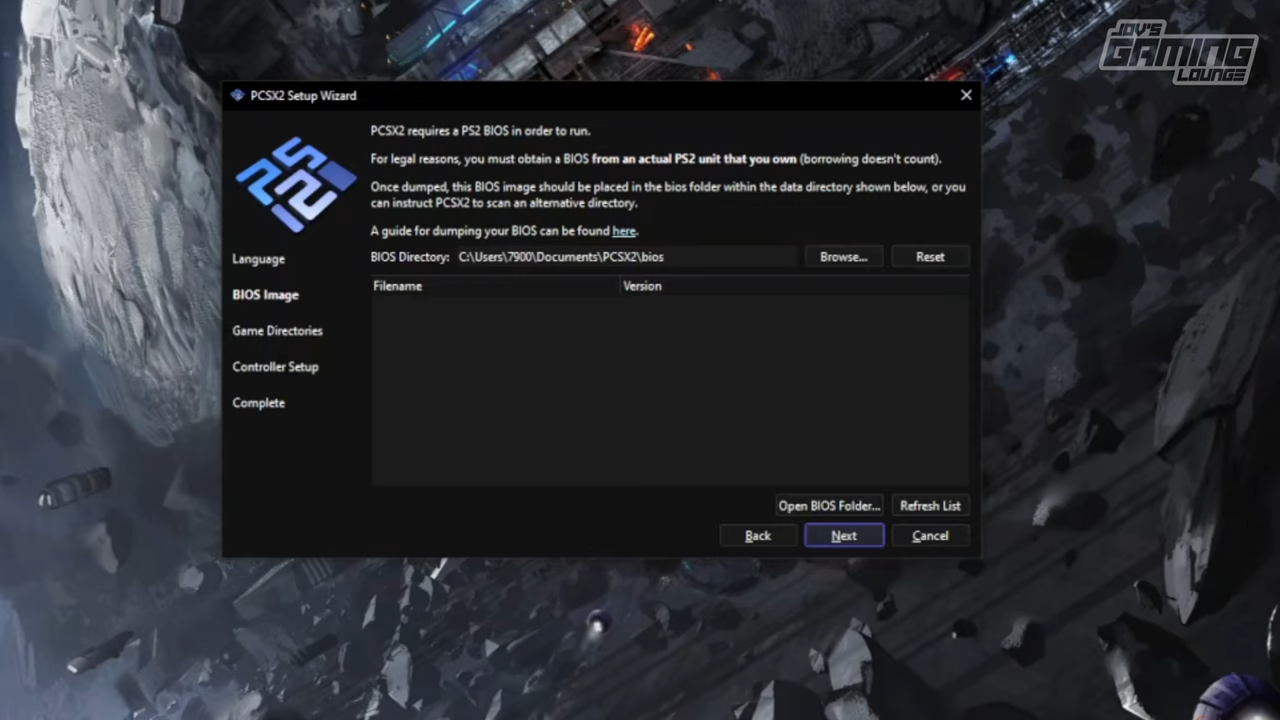 JOY'S
GAMING
LOUNGE
PCSX2 Setup Wizard
PCSX2 requires a PS2 BIOS in order to run.
For legal reasons, you must obtain a BIOS from an actual PS2 unit that you own (borrowing doesn't count).
Once dumped, this BIOS image should be placed in the bios folder within the data directory shown below, or you
can instruct PCSX2 to scan an alternative directory.
A guide for dumping your BIOS can be found here.
Language
BIOS Image
Game Directories
Controller Setup
Complete
BIOS Directory: C:\Users\7900\Documents\PCSX2\bios Browse... Reset
Filename Version
Open BIOS Folder... Refresh List
Back Next Cancel